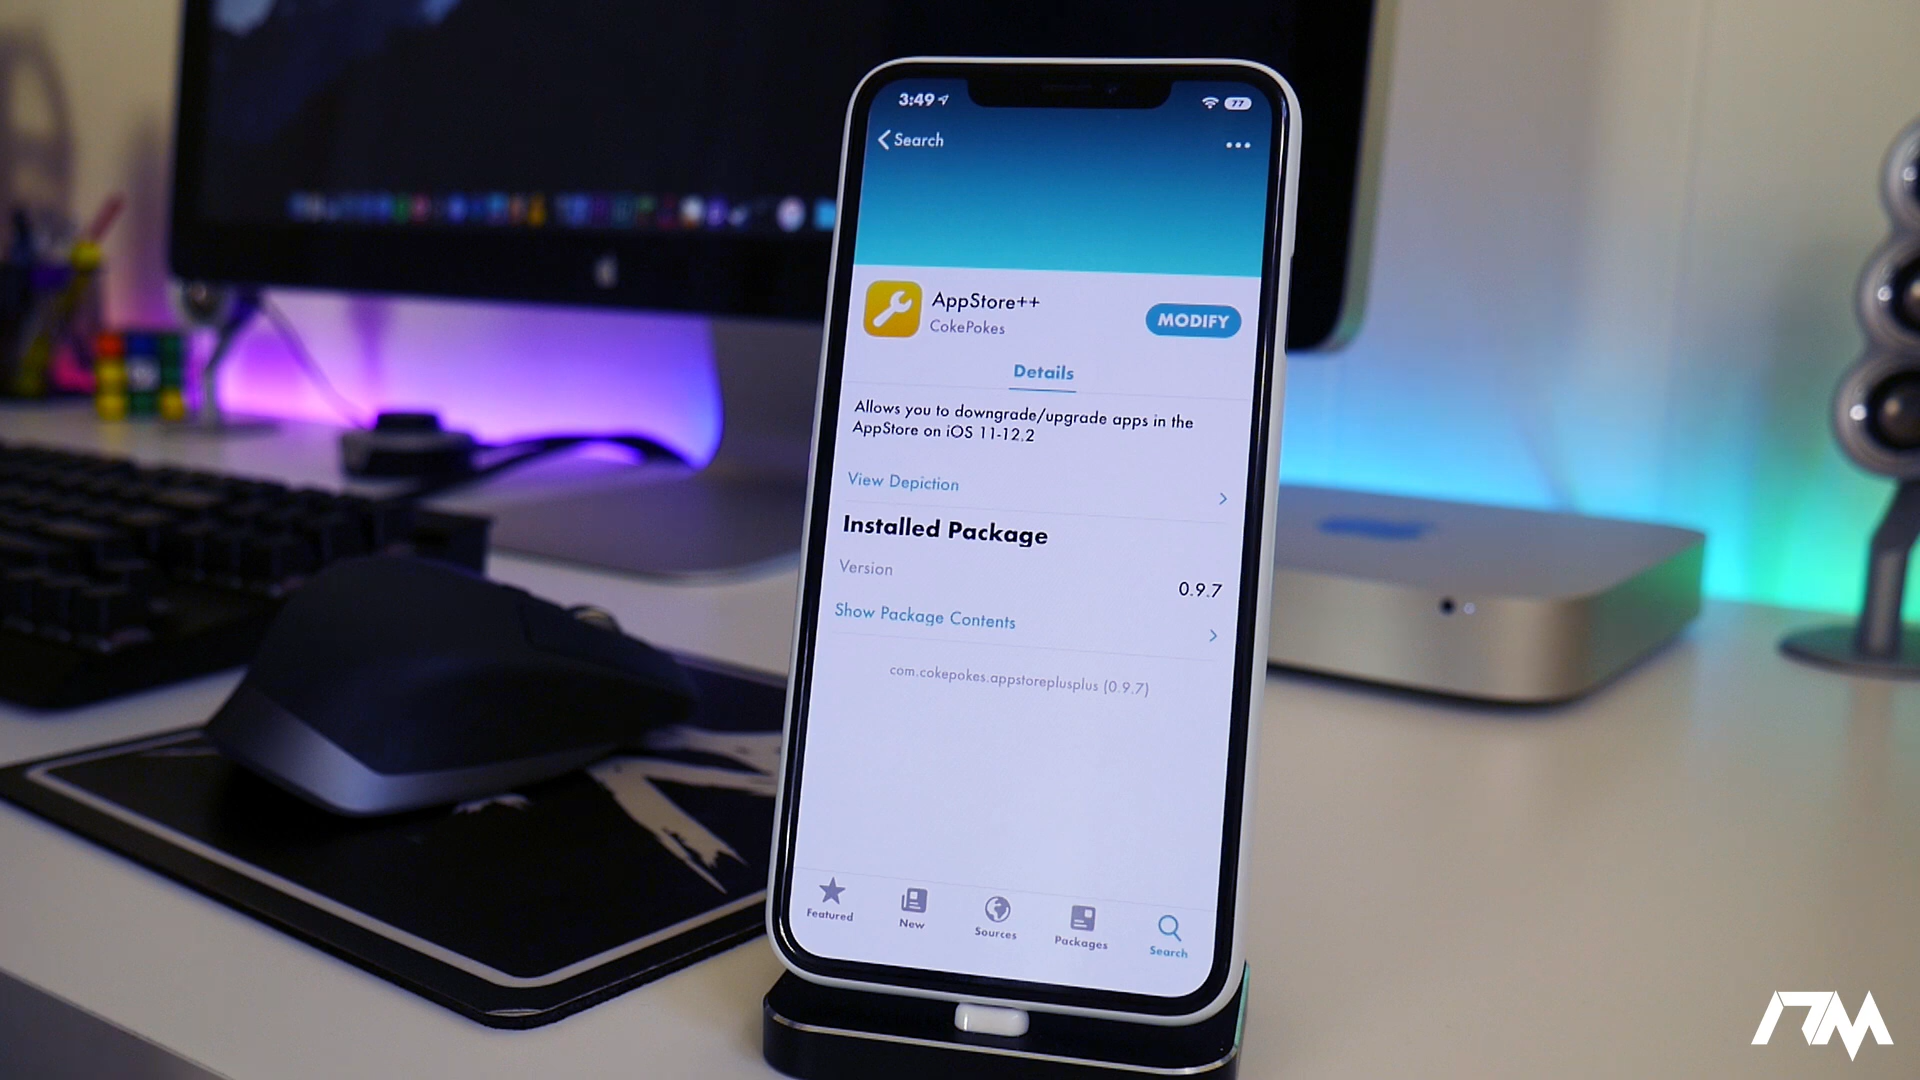 3:49
77
Search
AppStore++
CokePokes
MODIFY
Details
Allows you to downgrade/upgrade apps in the
AppStore on iOS 11-12.2
View Depiction
Installed Package
Version
0.9.7
Show Package Contents
com.cokepokes.appstoreplusplus (0.9.7)
Featured
New
Sources
Packages
Search